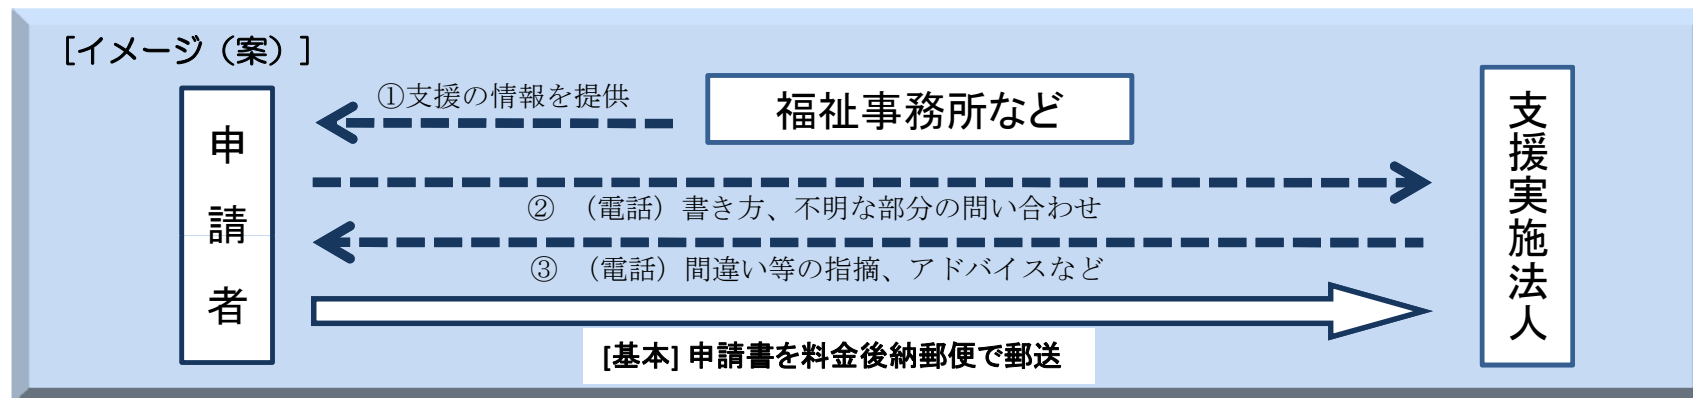 [イメージ（案）]
①支援の情報を提供
福祉事務所など
申請者
支援実施法人
② （電話）書き方、不明な部分の問い合わせ
③ （電話）間違い等の指摘、アドバイスなど
[基本] 申請書を料金後納郵便で郵送